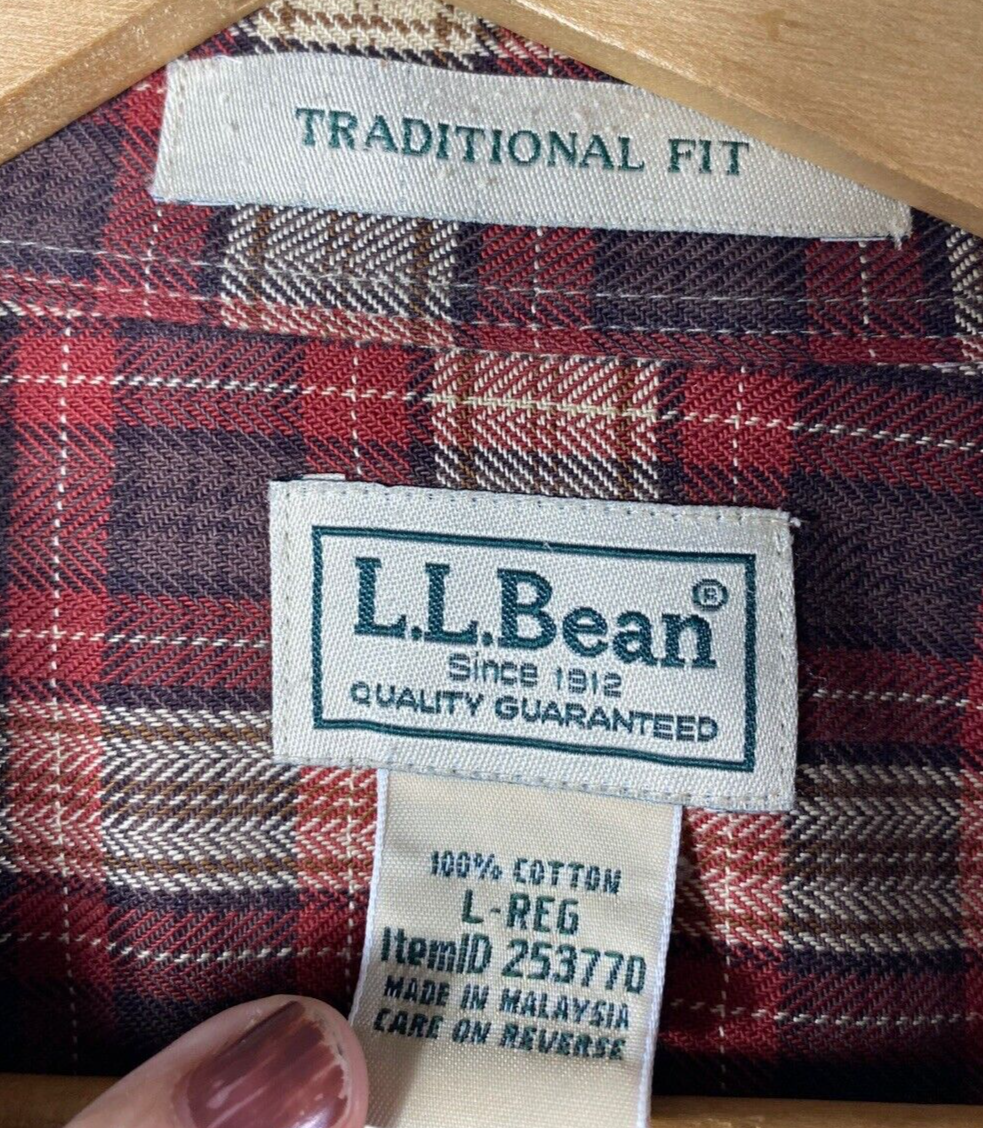 TRADITIONAL FIT
L.L.Bean®
Since 1912
QUALITY GUARANTEED
100% COTTON
L-REG
ItemID 253770
MADE IN MALAYSIA
CARE ON REVERSE